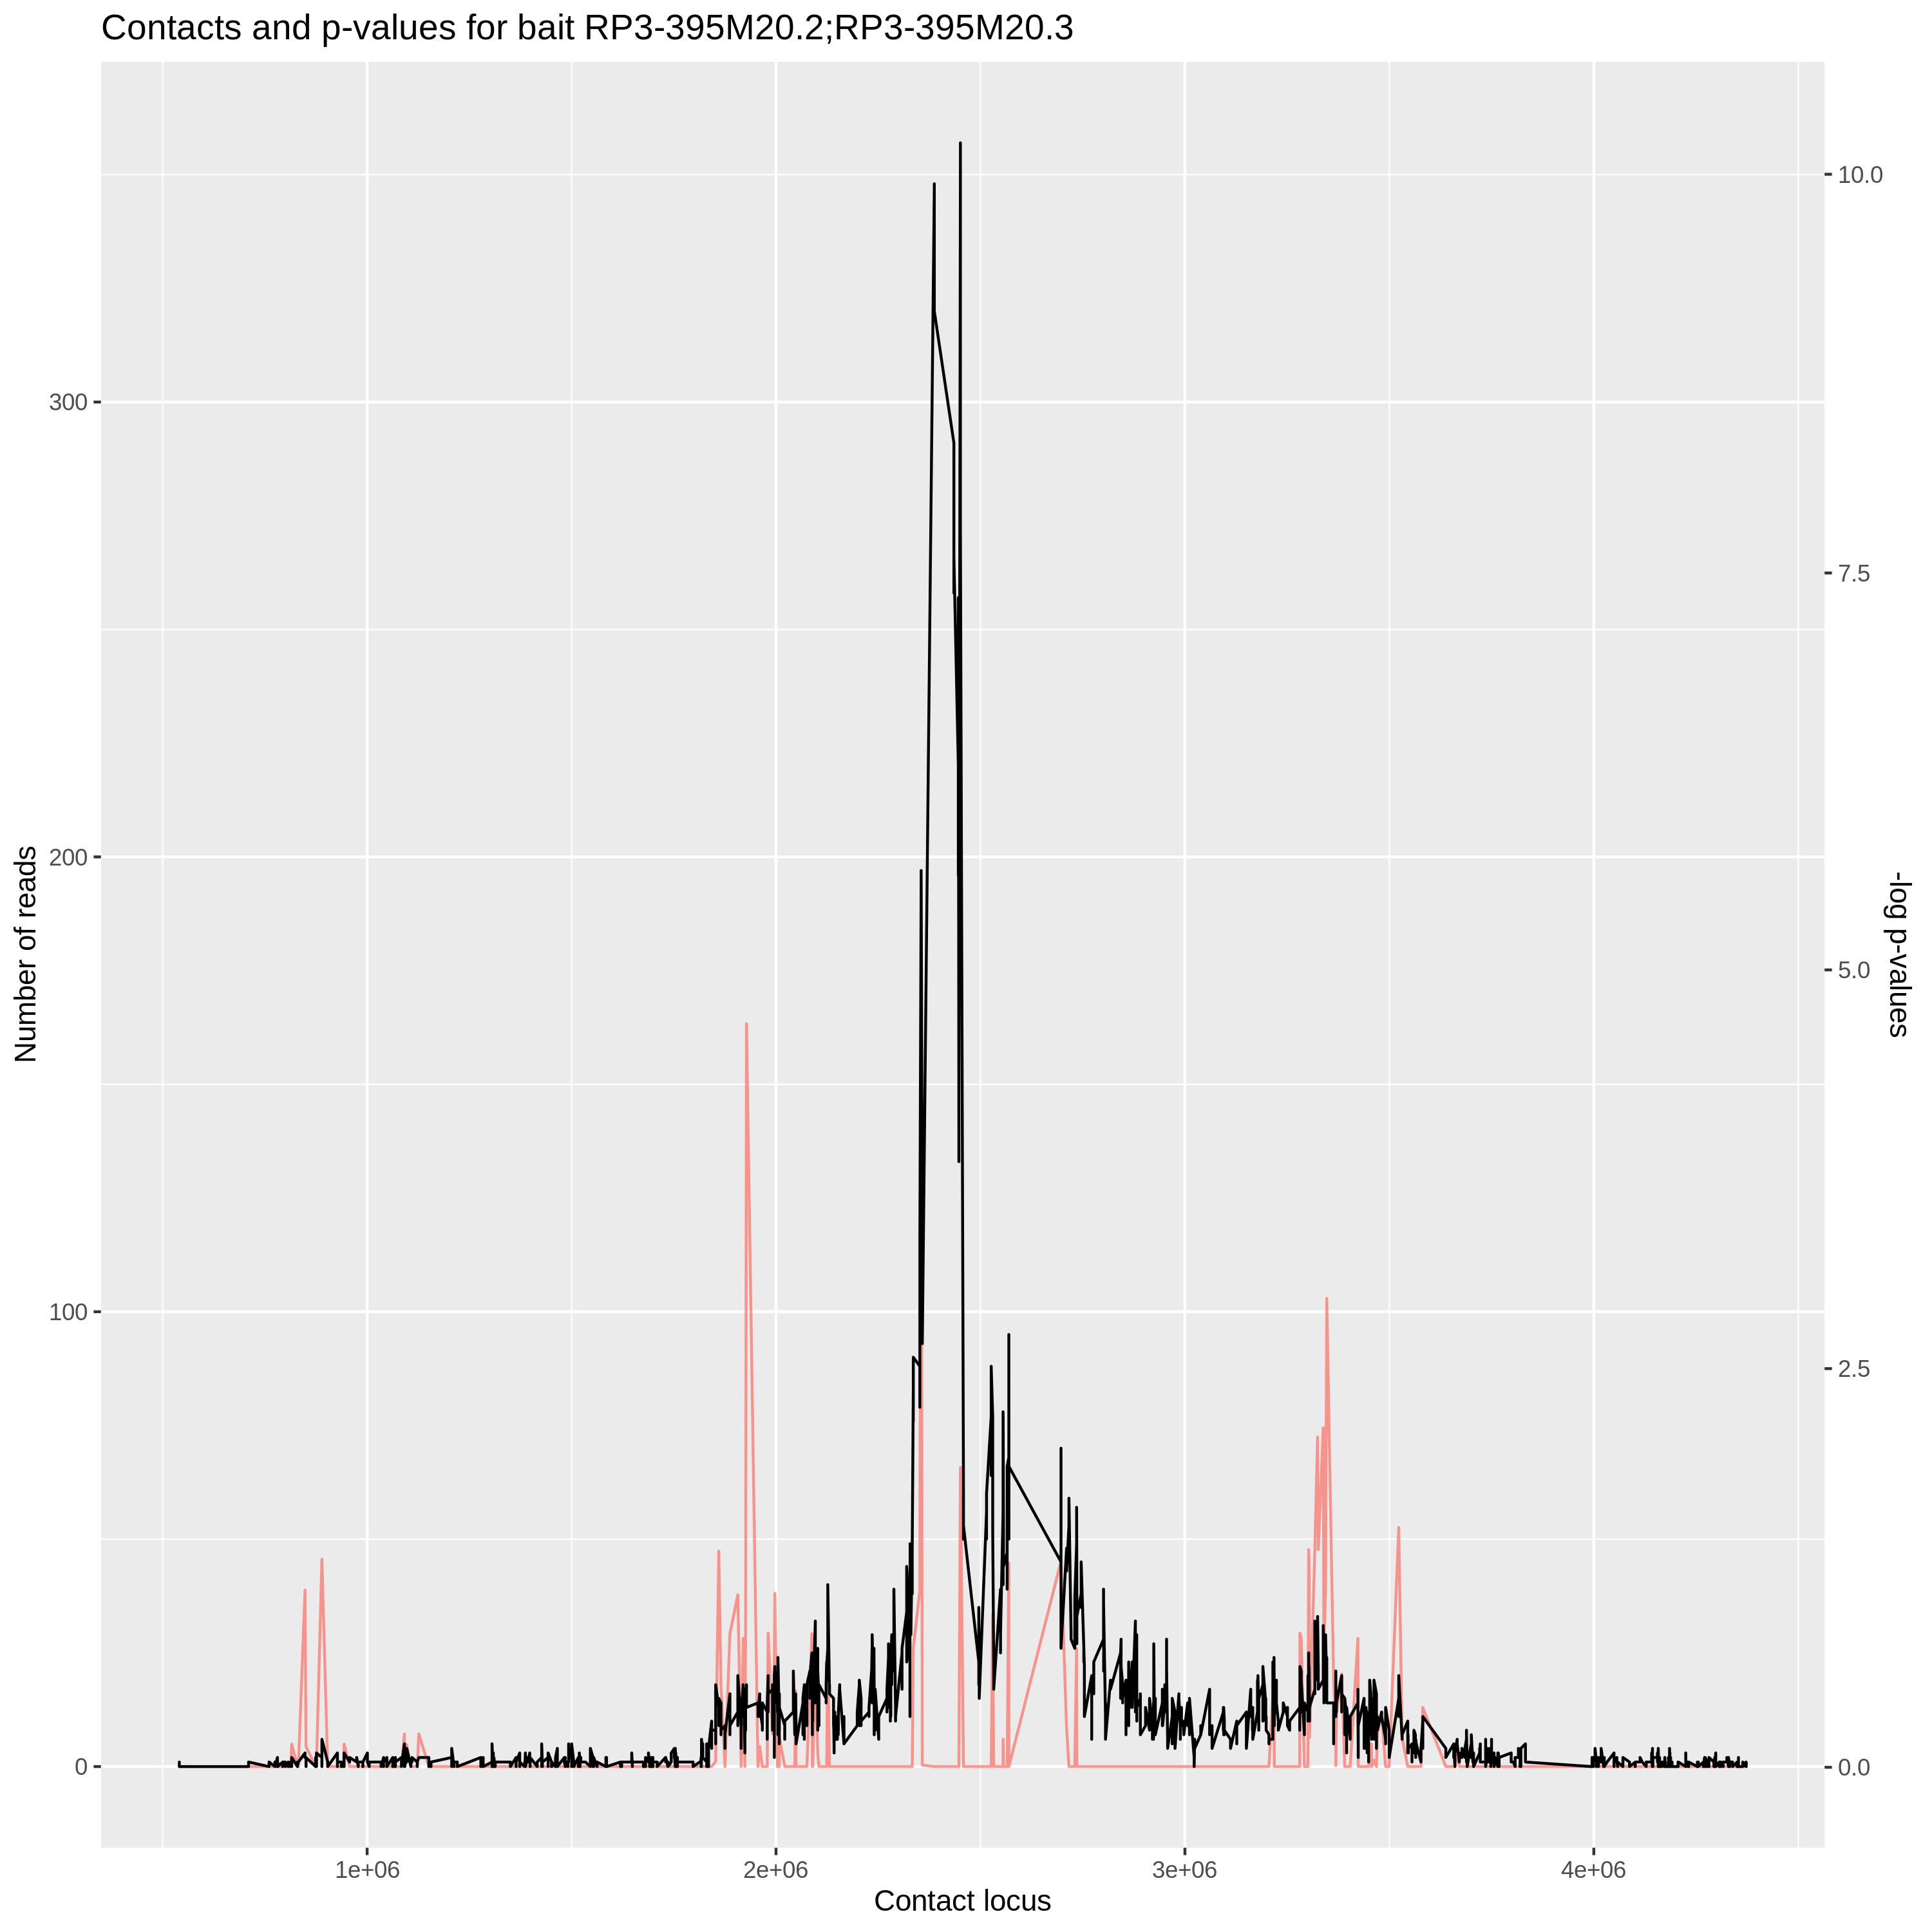 Contacts and p-values for bait RP3-395M20.2;RP3-395M20.3
Number of reads
300
200
100
0
10.0
7.5
5.0
2.5
0.0
-log p-values
1e+06
2e+06
3e+06
4e+06
Contact locus